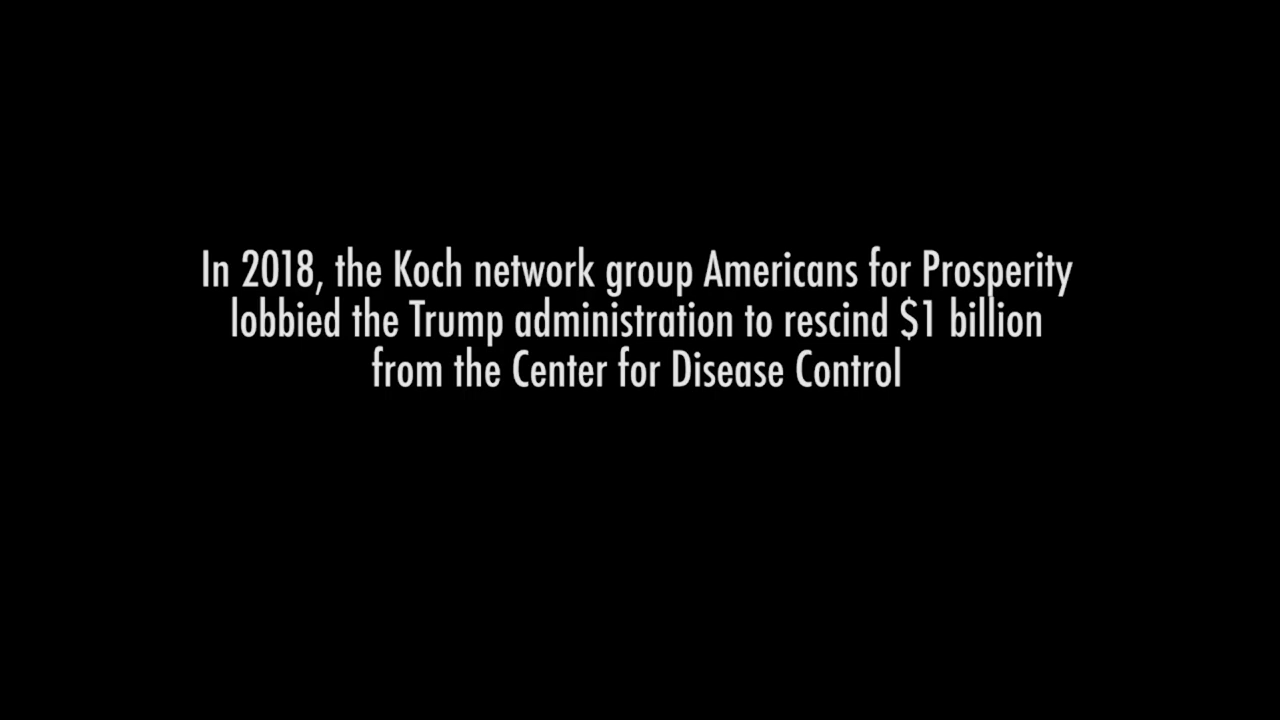 In 2018, the Koch network group Americans for Prosperity
lobbied the Trump administration to rescind $1 billion
from the Center for Disease Control